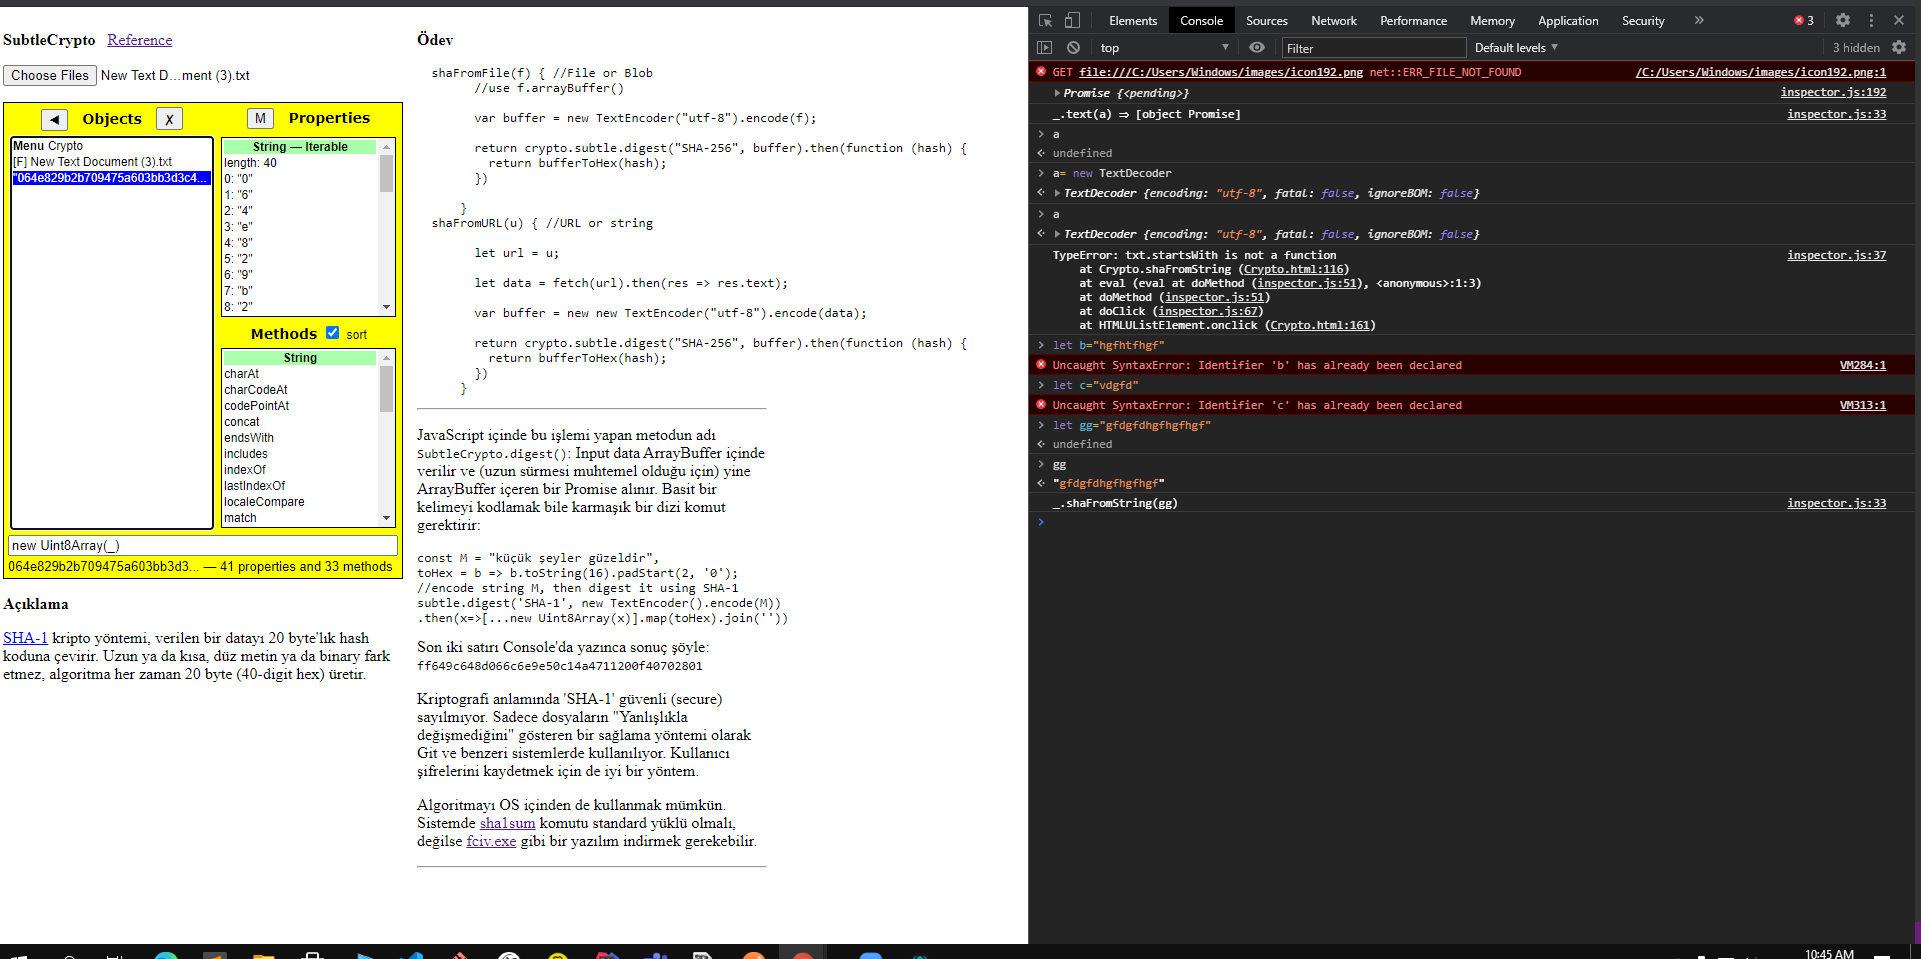 SubtleCrypto Reference
Choose Files New Text D...ment (3).txt
◀ Objects ✗
Menu Crypto
[F] New Text Document (3).txt
"064e829b2b709475a603bb3d3c4...
M Properties
String — Iterable
length: 40
0: "0"
1: "6"
2: "4"
3: "e"
4: "8"
5: "2"
6: "9"
7: "b"
8: "2"
Methods sort
String
charAt
charCodeAt
codePointAt
concat
endsWith
includes
indexOf
lastIndexOf
localeCompare
match
new Uint8Array(_)
064e829b2b709475a603bb3d3... — 41 properties and 33 methods
Açıklama
SHA-1 kripto yöntemi, verilen bir datayı 20 byte'lık hash
koduna çevirir. Uzun ya da kısa, düz metin ya da binary fark
etmez, algoritma her zaman 20 byte (40-digit hex) üretir.
Ödev
shaFromFile(f) { //File or Blob
//use f.arrayBuffer()
var buffer = new TextEncoder("utf-8").encode(f);
return crypto.subtle.digest("SHA-256", buffer).then(function (hash) {
return bufferToHex(hash);
})
}
shaFromURL(u) { //URL or string
let url = u;
let data = fetch(url).then(res => res.text);
var buffer = new new TextEncoder("utf-8").encode(data);
return crypto.subtle.digest("SHA-256", buffer).then(function (hash) {
return bufferToHex(hash);
})
}
JavaScript içinde bu işlemi yapan metodun adı
SubtleCrypto.digest(): Input data ArrayBuffer içinde
verilir ve (uzun sürmesi muhtemel olduğu için) yine
ArrayBuffer içeren bir Promise alınır. Basit bir
kelimeyi kodlamak bile karmaşık bir dizi komut
gerektirir:
const M = "küçük şeyler güzeldir",
toHex = b => b.toString(16).padStart(2, '0');
//encode string M, then digest it using SHA-1
subtle.digest('SHA-1', new TextEncoder().encode(M))
.then(x=>[...new Uint8Array(x)].map(toHex).join(''))
Son iki satırı Console'da yazınca sonuç şöyle:
ff649c648d066c6e9e50c14a4711200f40702801
Kriptografi anlamında 'SHA-1' güvenli (secure)
sayılmıyor. Sadece dosyaların "Yanlışlıkla
değişmediğini" gösteren bir sağlama yöntemi olarak
Git ve benzeri sistemlerde kullanılıyor. Kullanıcı
şifrelerini kaydetmek için de iyi bir yöntem.
Algoritmayı OS içinden de kullanmak mümkün.
Sistemde sha1sum komutu standard yüklü olmalı,
değilse fciv.exe gibi bir yazılım indirmek gerekebilir.
Elements Console Sources Network Performance Memory Application Security » 3
top Filter Default levels 3 hidden
GET file:///C:/Users/Windows/images/icon192.png net::ERR_FILE_NOT_FOUND /C:/Users/Windows/images/icon192.png:1
Promise {<pending>} inspector.js:192
_.text(a) ⇒ [object Promise] inspector.js:33
a
undefined
a= new TextDecoder
TextDecoder {encoding: "utf-8", fatal: false, ignoreBOM: false}
a
TextDecoder {encoding: "utf-8", fatal: false, ignoreBOM: false}
TypeError: txt.startsWith is not a function inspector.js:37
at Crypto.shaFromString (Crypto.html:116)
at eval (eval at doMethod (inspector.js:51), <anonymous>:1:3)
at doMethod (inspector.js:51)
at doClick (inspector.js:67)
at HTMLUListElement.onclick (Crypto.html:161)
let b="hgfhtfhgf"
Uncaught SyntaxError: Identifier 'b' has already been declared VM284:1
let c="vdgfd"
Uncaught SyntaxError: Identifier 'c' has already been declared VM313:1
let gg="gfdgfdhgfhgfhgf"
undefined
gg
"gfdgfdhgfhgfhgf"
_.shaFromString(gg) inspector.js:33
10:45 AM